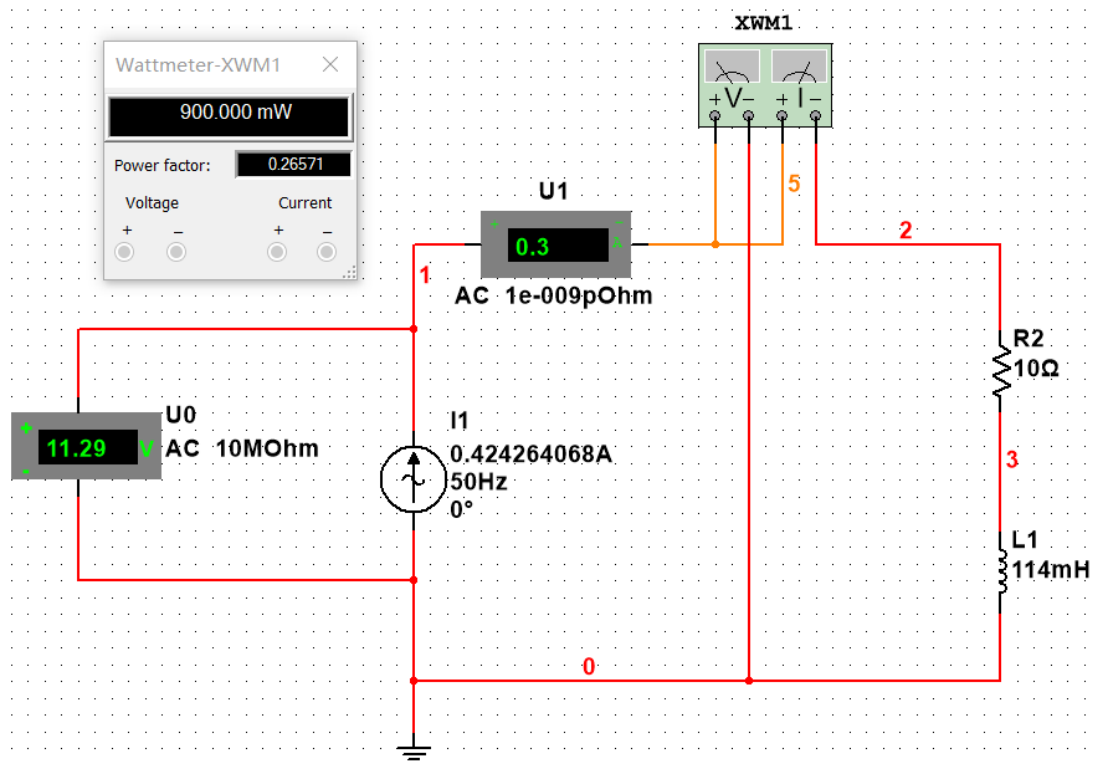 XWM1
Wattmeter-XWM1
900.000 mW
Power factor:
0.26571
Voltage
Current
+
−
+
−
+ V − + I −
5
2
U1
+
-
0.3
A
AC 1e-009pOhm
1
R2
10Ω
U0
+
11.29
V
-
AC 10MOhm
I1
0.424264068A
50Hz
0°
3
L1
114mH
0